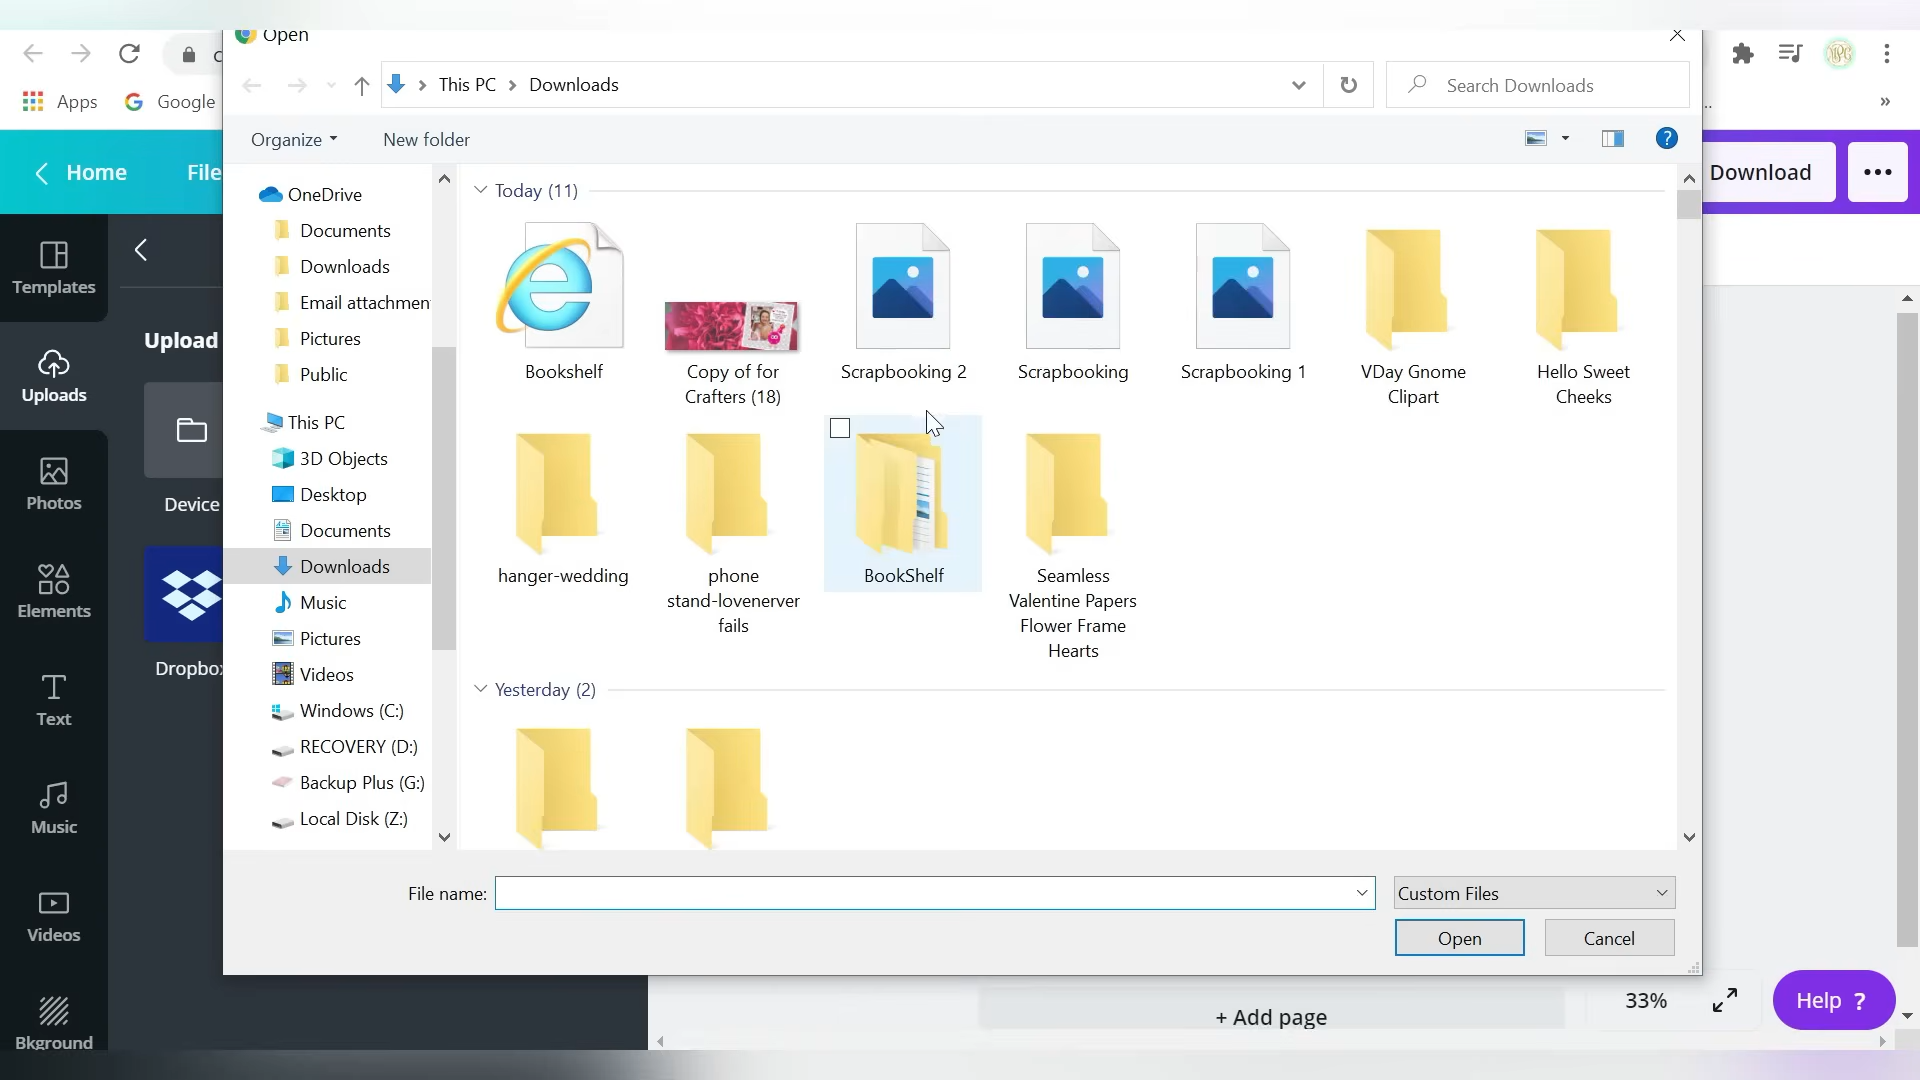 Open
This PC
Downloads
Search Downloads
Apps
Google
Organize
New folder
Home
File
Download
Templates
Uploads
Photos
Elements
Text
Music
Videos
Bkground
Upload
Device
OneDrive
Documents
Downloads
Email attachmen
Pictures
Public
This PC
3D Objects
Desktop
Documents
Downloads
Music
Pictures
Videos
Windows (C:)
RECOVERY (D:)
Backup Plus (G:)
Local Disk (Z:)
Today (11)
Bookshelf
Copy of for
Crafters (18)
Scrapbooking 2
Scrapbooking
Scrapbooking 1
VDay Gnome
Clipart
Hello Sweet
Cheeks
hanger-wedding
phone
stand-lovenerver
fails
BookShelf
Seamless
Valentine Papers
Flower Frame
Hearts
Yesterday (2)
File name:
Custom Files
Open
Cancel
+ Add page
33%
Help ?